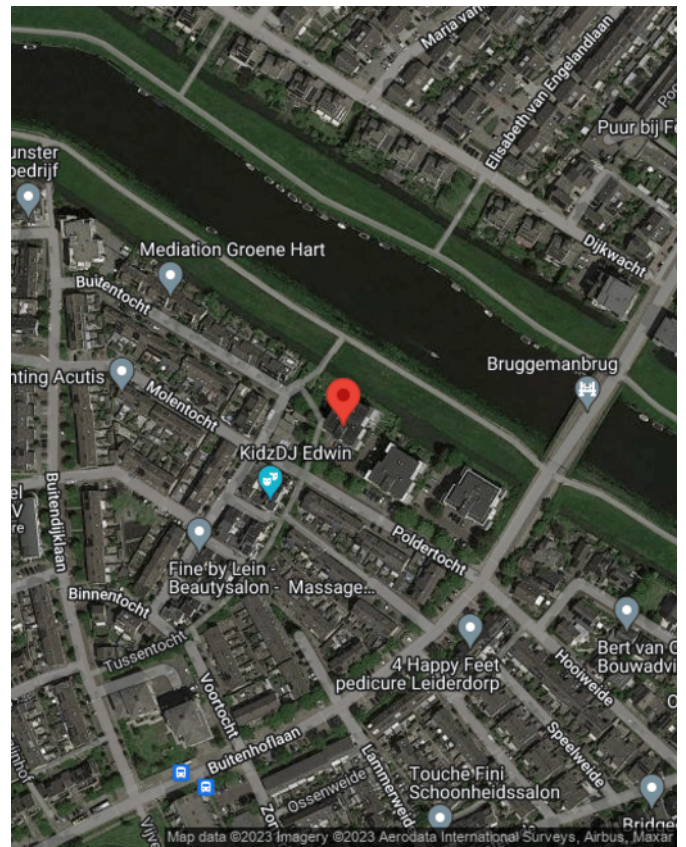 Maria van
Elisabeth van Engelandlaan
Puur bij Fe
unster
bedrijf
Dijkwacht
Mediation Groene Hart
Buitentocht
Bruggemanbrug
nting Acutis
Molentocht
KidzDJ Edwin
Buitendijklaan
Poldertocht
Fine by Lein -
Beautysalon - Massage...
Binnentocht
Tussentocht
4 Happy Feet
pedicure Leiderdorp
Bert van O
Bouwadvi
Hooiweide
Voortocht
Speelweide
Buitenhoflaan
Lammerweide
Ossenweide
Touche Fini
Schoonheidssalon
Map data ©2023 Imagery ©2023 Aerodata International Surveys, Airbus, Maxar